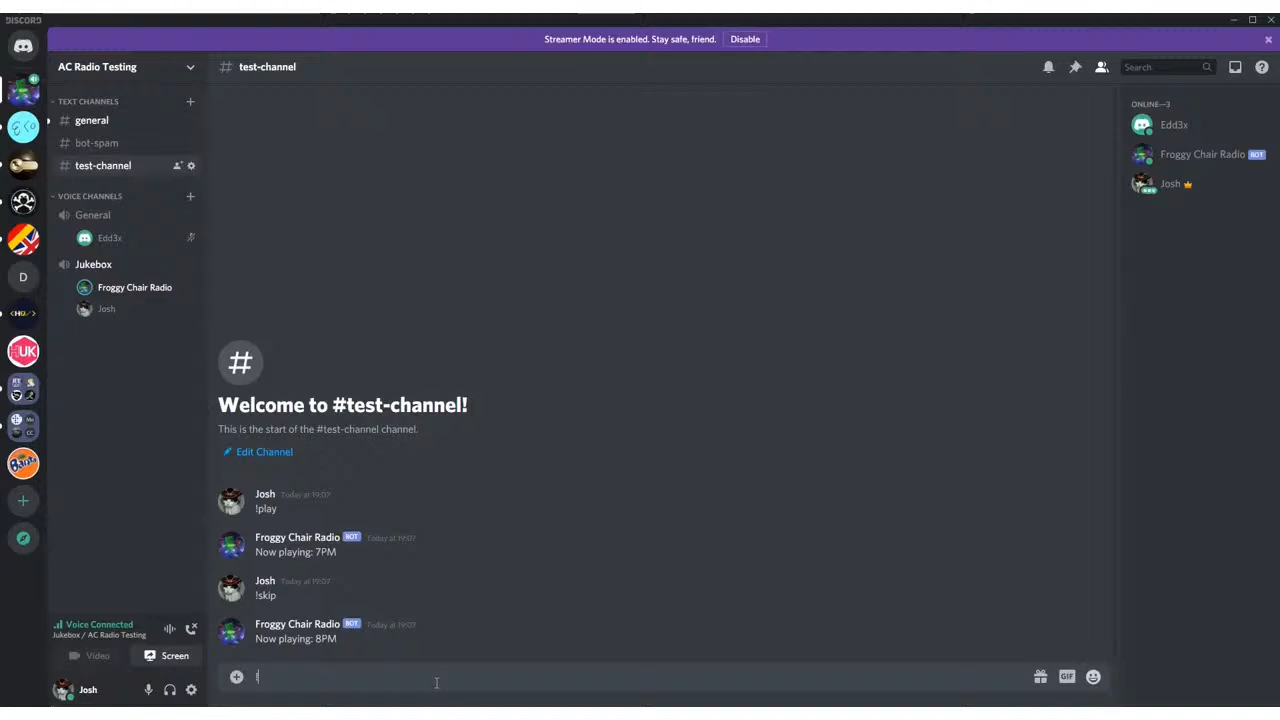 DISCORD
Streamer Mode is enabled. Stay safe, friend. Disable
AC Radio Testing
# test-channel
Search
TEXT CHANNELS
# general
# bot-spam
# test-channel
VOICE CHANNELS
General
Edd3x
Jukebox
Froggy Chair Radio
Josh
D
<HQ/>
HUK
Welcome to #test-channel!
This is the start of the #test-channel channel.
Edit Channel
Josh Today at 19:07
!play
Froggy Chair Radio BOT Today at 19:07
Now playing: 7PM
Josh Today at 19:07
!skip
Froggy Chair Radio BOT Today at 19:07
Now playing: 8PM
!
GIF
ONLINE—3
Edd3x
Froggy Chair Radio BOT
Josh
Voice Connected
Jukebox / AC Radio Testing
Video Screen
Josh